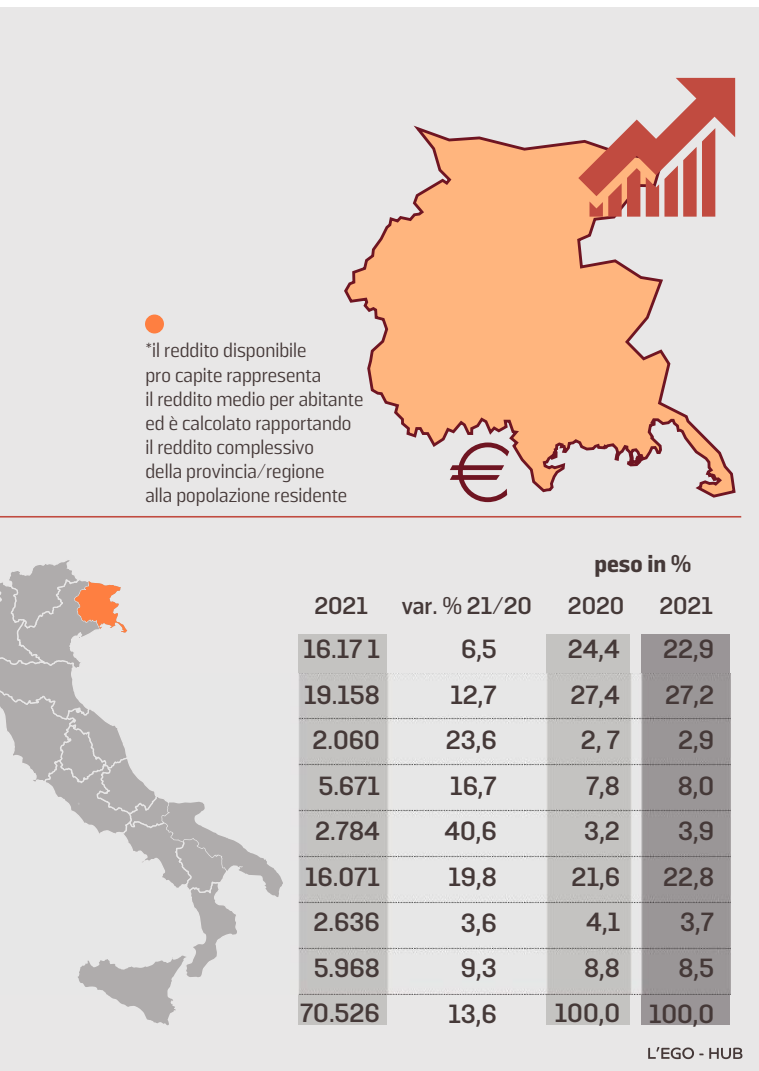 *il reddito disponibile
pro capite rappresenta
il reddito medio per abitante
ed è calcolato rapportando
il reddito complessivo
della provincia/regione
alla popolazione residente
€
peso in %
2021 var. % 21/20 2020 2021
16.171 6,5 24,4 22,9
19.158 12,7 27,4 27,2
2.060 23,6 2,7 2,9
5.671 16,7 7,8 8,0
2.784 40,6 3,2 3,9
16.071 19,8 21,6 22,8
2.636 3,6 4,1 3,7
5.968 9,3 8,8 8,5
70.526 13,6 100,0 100,0
L'EGO - HUB